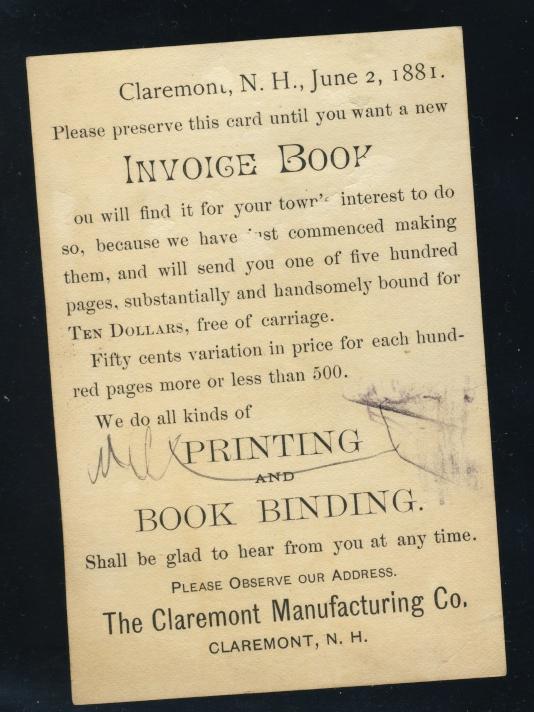 Claremont, N. H., June 2, 1881.
Please preserve this card until you want a new
INVOICE BOOK
ou will find it for your town's interest to do
so, because we have just commenced making
them, and will send you one of five hundred
pages, substantially and handsomely bound for
TEN DOLLARS, free of carriage.
Fifty cents variation in price for each hund-
red pages more or less than 500.
We do all kinds of
PRINTING
AND
BOOK BINDING.
Shall be glad to hear from you at any time.
PLEASE OBSERVE OUR ADDRESS.
The Claremont Manufacturing Co.
CLAREMONT, N. H.